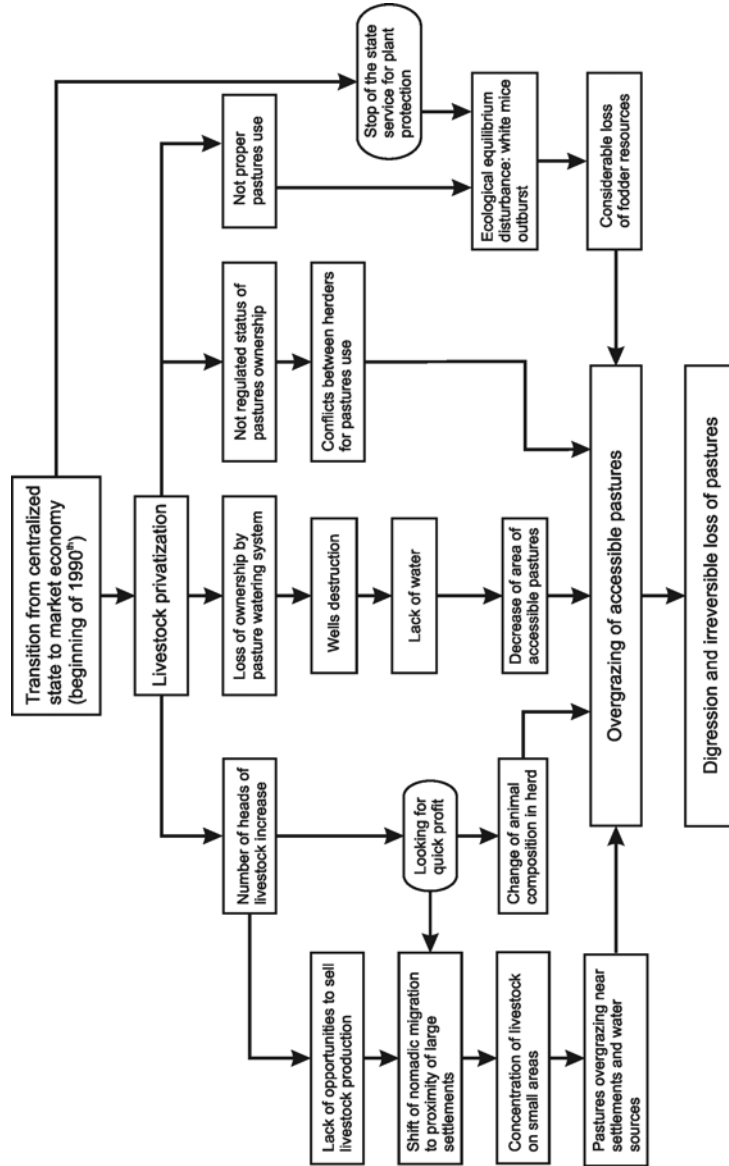 Transition from centralized
state to market economy
(beginning of 1990th)
Livestock privatization
Number of heads of
livestock increase
Loss of ownership by
pasture watering system
Not regulated status of
pastures ownership
Not proper
pastures use
Lack of opportunities to sell
livestock production
Wells destruction
Conflicts between herders
for pastures use
Stop of the state
service for plant
protection
Shift of nomadic migration
to proximity of large
settlements
Looking for
quick profit
Lack of water
Ecological equilibrium
disturbance: white mice
outburst
Concentration of livestock
on small areas
Change of animal
composition in herd
Decrease of area of
accessible pastures
Considerable loss
of fodder resources
Pastures overgrazing near
settlements and water
sources
Overgrazing of accessible pastures
Digression and irreversible loss of pastures